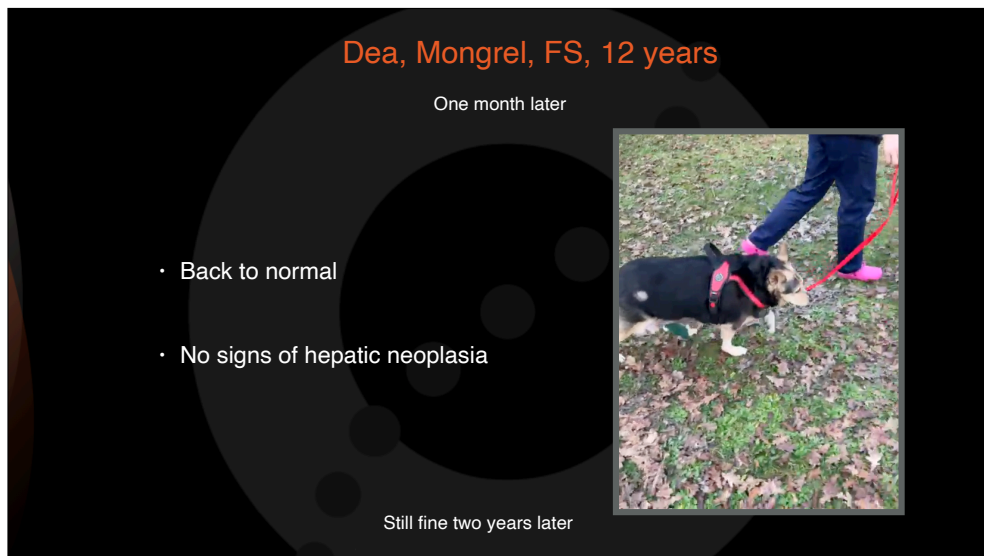 Dea, Mongrel, FS, 12 years
One month later
· Back to normal
· No signs of hepatic neoplasia
Still fine two years later